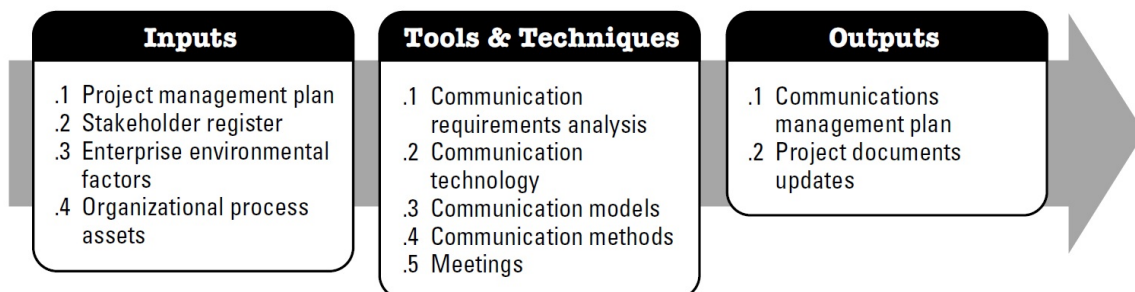 Inputs
.1 Project management plan
.2 Stakeholder register
.3 Enterprise environmental
factors
.4 Organizational process
assets
Tools & Techniques
.1 Communication
requirements analysis
.2 Communication
technology
.3 Communication models
.4 Communication methods
.5 Meetings
Outputs
.1 Communications
management plan
.2 Project documents
updates